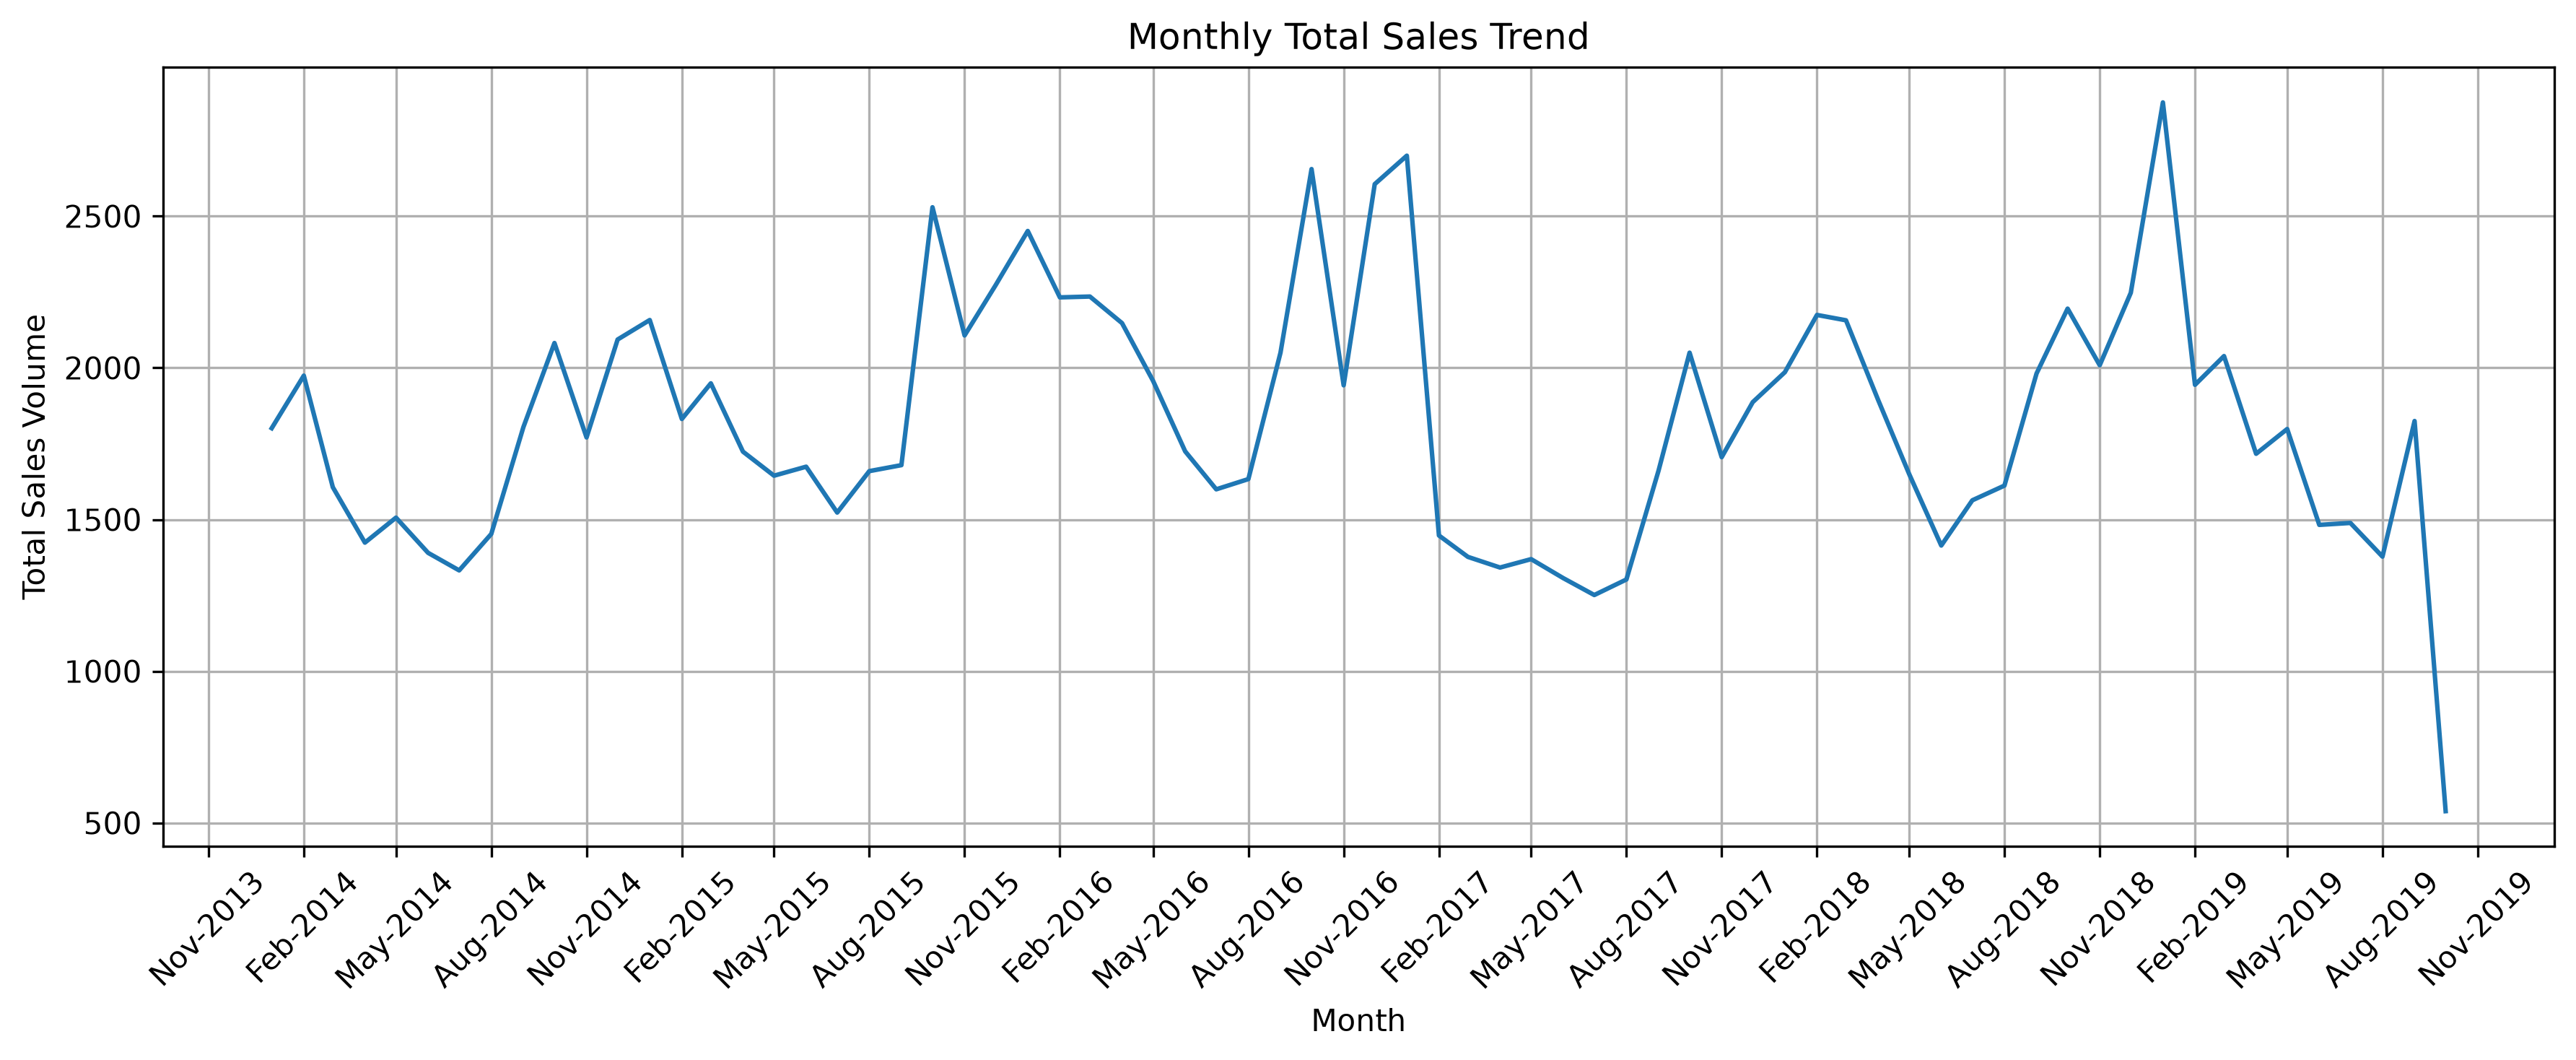 Monthly Total Sales Trend
Total Sales Volume
2500
2000
1500
1000
500
Nov-2013
Feb-2014
May-2014
Aug-2014
Nov-2014
Feb-2015
May-2015
Aug-2015
Nov-2015
Feb-2016
May-2016
Aug-2016
Nov-2016
Feb-2017
May-2017
Aug-2017
Nov-2017
Feb-2018
May-2018
Aug-2018
Nov-2018
Feb-2019
May-2019
Aug-2019
Nov-2019
Month